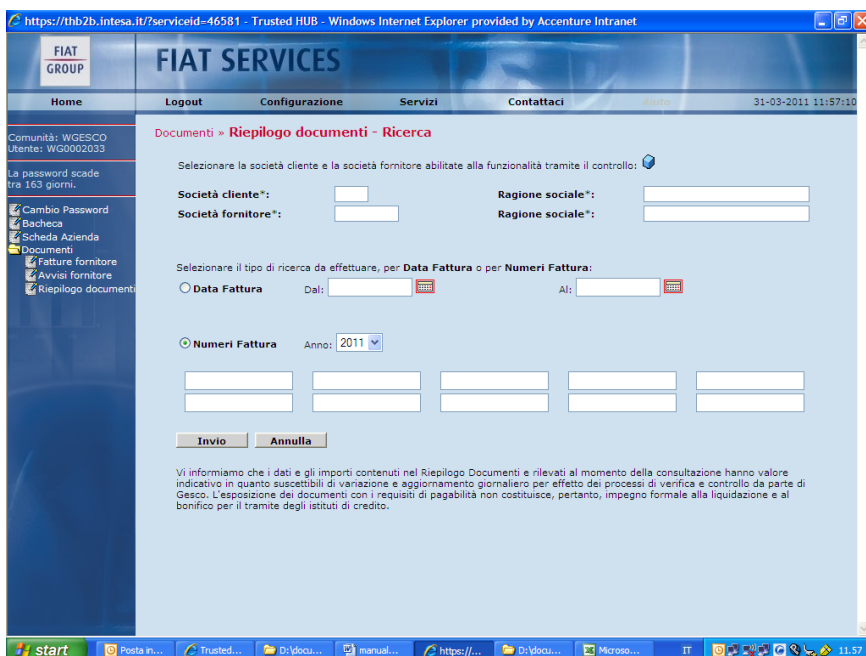 https://thb2b.intesa.it/?serviceid=46581 - Trusted HUB - Windows Internet Explorer provided by Accenture Intranet
FIAT
GROUP
FIAT SERVICES
Home Logout Configurazione Servizi Contattaci Aiuto 31-03-2011 11:57:10
Comunità: WGESCO
Utente: WG0002033
La password scade
tra 163 giorni.
Cambio Password
Bacheca
Scheda Azienda
Documenti
Fatture fornitore
Avvisi fornitore
Riepilogo documenti
Documenti » Riepilogo documenti - Ricerca
Selezionare la società cliente e la società fornitore abilitate alla funzionalità tramite il controllo:
Società cliente*: Ragione sociale*:
Società fornitore*: Ragione sociale*:
Selezionare il tipo di ricerca da effettuare, per Data Fattura o per Numeri Fattura:
Data Fattura Dal: Al:
Numeri Fattura Anno: 2011
Invio Annulla
Vi informiamo che i dati e gli importi contenuti nel Riepilogo Documenti e rilevati al momento della consultazione hanno valore
indicativo in quanto suscettibili di variazione e aggiornamento giornaliero per effetto dei processi di verifica e controllo da parte di
Gesco. L'esposizione dei documenti con i requisiti di pagabilità non costituisce, pertanto, impegno formale alla liquidazione e al
bonifico per il tramite degli istituti di credito.
start Posta in... Trusted... D:\docu... manual... https://... D:\docu... Microso... IT 11.57